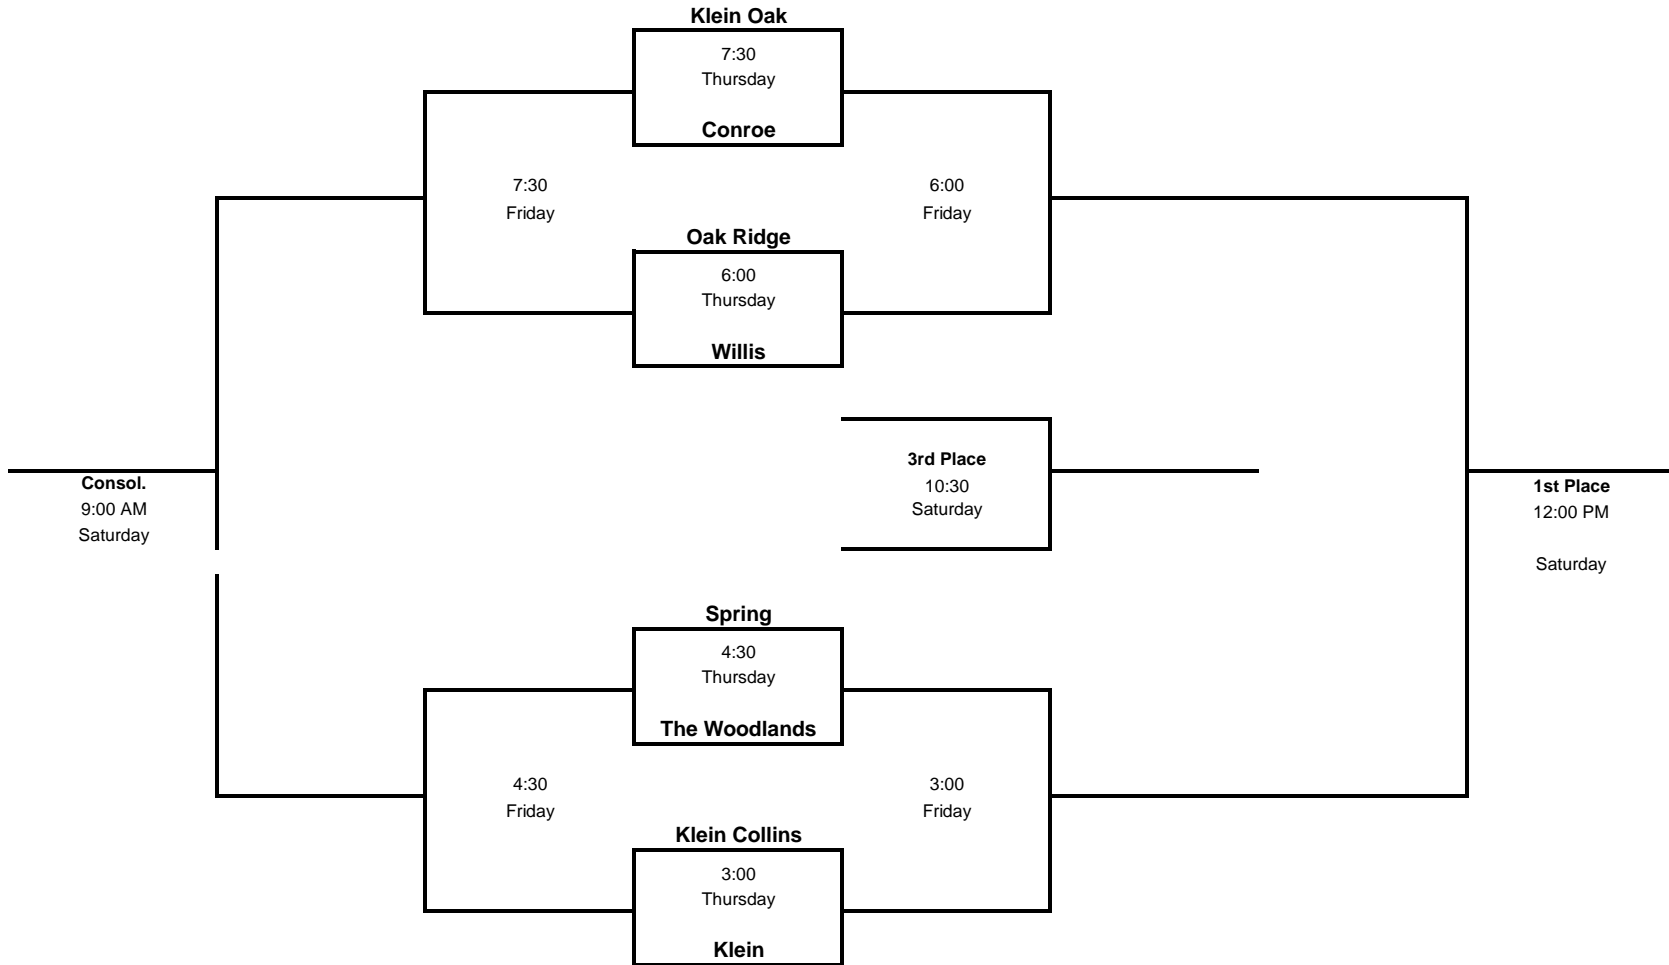 Klein Oak
7:30
Thursday
Conroe
7:30
Friday
6:00
Friday
Oak Ridge
6:00
Thursday
Willis
3rd Place
10:30
Saturday
Consol.
9:00 AM
Saturday
1st Place
12:00 PM
Saturday
Spring
4:30
Thursday
The Woodlands
4:30
Friday
3:00
Friday
Klein Collins
3:00
Thursday
Klein